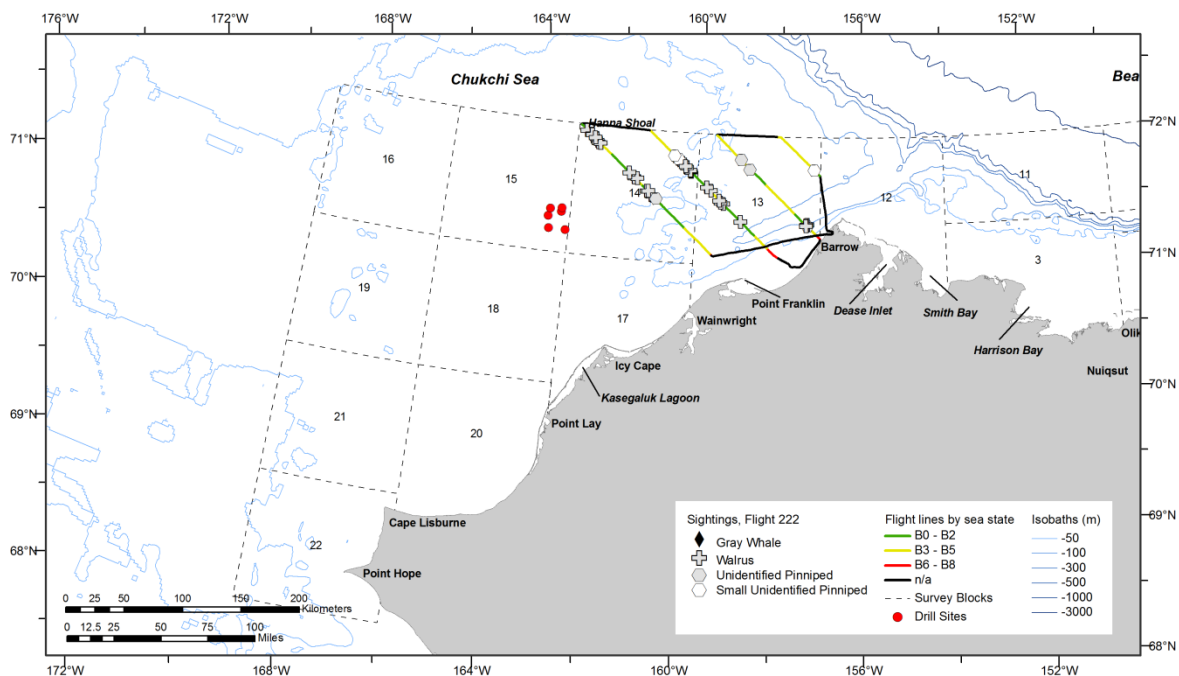 176°W 172°W 168°W 164°W 160°W 156°W 152°W
Chukchi Sea
Bea
72°N
71°N
Hanna Shoal
16
15
14
13
12
11
3
71°N
Barrow
70°N
19
18
17
Point Franklin
Dease Inlet
Smith Bay
Wainwright
Harrison Bay
Olik
Icy Cape
Nuiqsut
Kasegaluk Lagoon
70°N
69°N
21
20
Point Lay
Cape Lisburne
69°N
68°N
22
Point Hope
0 25 50 100 150 200
Kilometers
0 12.5 25 50 75 100
Miles
Sightings, Flight 222
Gray Whale
Walrus
Unidentified Pinniped
Small Unidentified Pinniped
Flight lines by sea state
B0 - B2
B3 - B5
B6 - B8
n/a
Survey Blocks
Drill Sites
Isobaths (m)
-50
-100
-300
-500
-1000
-3000
68°N
172°W 168°W 164°W 160°W 158°W 156°W 152°W